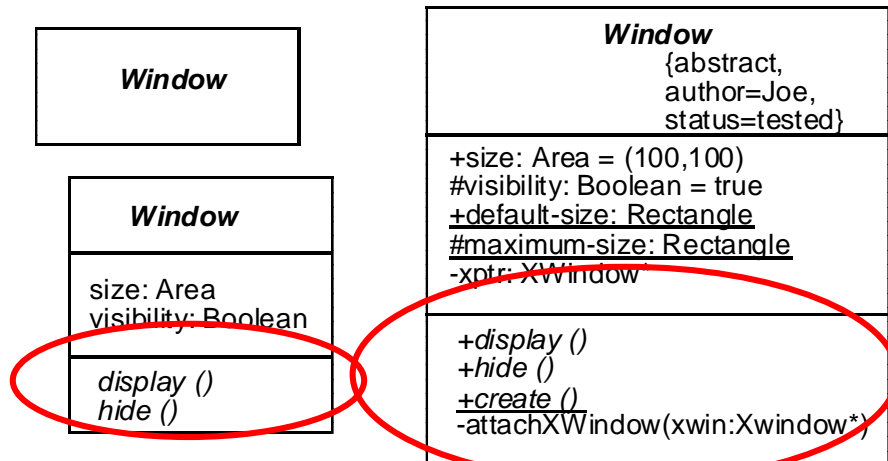 Window
Window
size: Area
visibility: Boolean
display ()
hide ()
Window
{abstract,
author=Joe,
status=tested}
+size: Area = (100,100)
#visibility: Boolean = true
+default-size: Rectangle
#maximum-size: Rectangle
-xptr: XWindow*
+display ()
+hide ()
+create ()
-attachXWindow(xwin:Xwindow*)